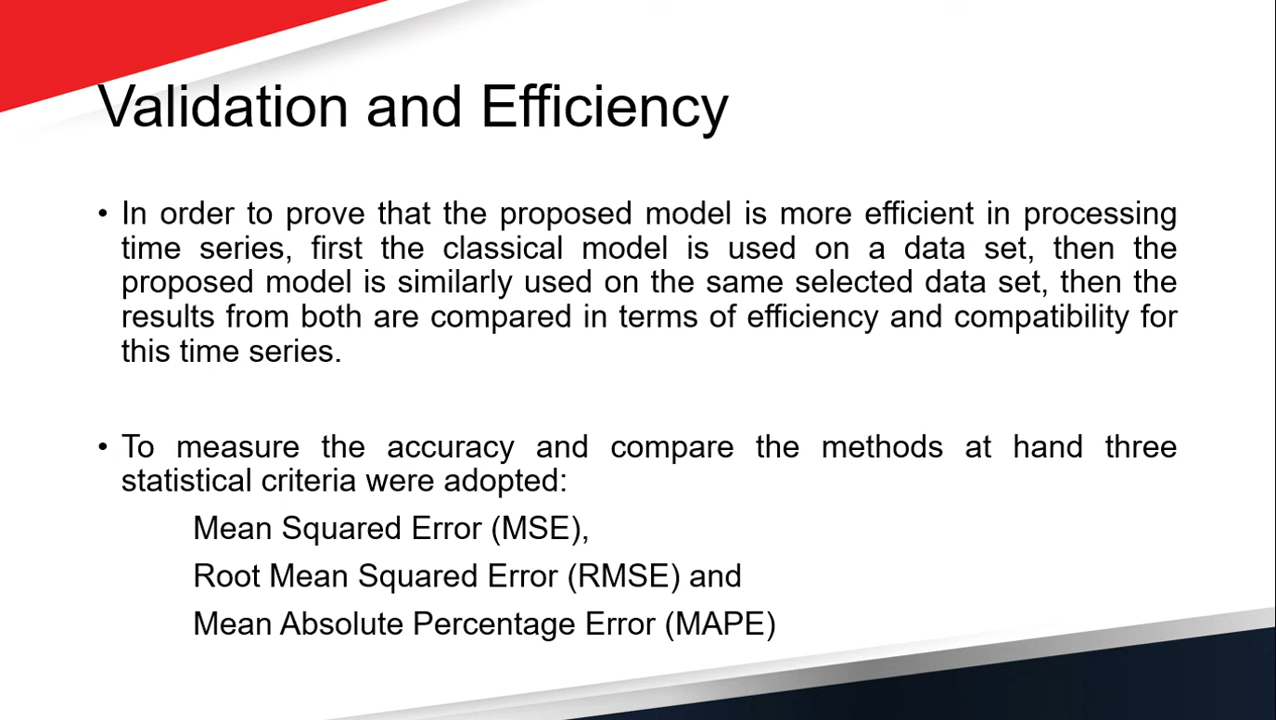 Validation and Efficiency
• In order to prove that the proposed model is more efficient in processing
time series, first the classical model is used on a data set, then the
proposed model is similarly used on the same selected data set, then the
results from both are compared in terms of efficiency and compatibility for
this time series.
• To measure the accuracy and compare the methods at hand three
statistical criteria were adopted:
Mean Squared Error (MSE),
Root Mean Squared Error (RMSE) and
Mean Absolute Percentage Error (MAPE)